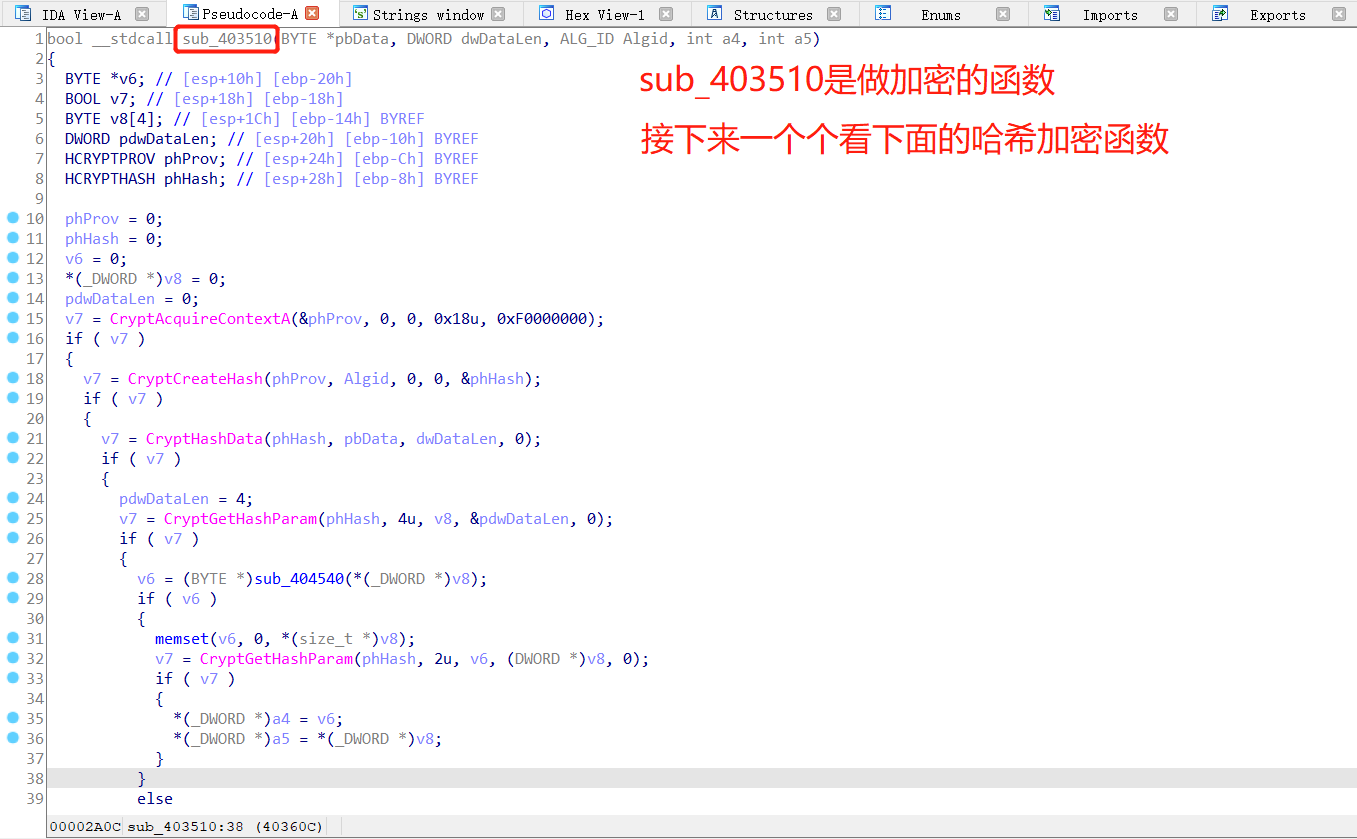 IDA View-A Pseudocode-A Strings window Hex View-1 Structures Enums Imports Exports
1 bool __stdcall sub_403510(BYTE *pbData, DWORD dwDataLen, ALG_ID Algid, int a4, int a5)
2 {
3 BYTE *v6; // [esp+10h] [ebp-20h]
sub_403510是做加密的函数
4 BOOL v7; // [esp+18h] [ebp-18h]
5 BYTE v8[4]; // [esp+1Ch] [ebp-14h] BYREF
6 DWORD pdwDataLen; // [esp+20h] [ebp-10h] BYREF
接下来一个个看下面的哈希加密函数
7 HCRYPTPROV phProv; // [esp+24h] [ebp-Ch] BYREF
8 HCRYPTHASH phHash; // [esp+28h] [ebp-8h] BYREF
9
10 phProv = 0;
11 phHash = 0;
12 v6 = 0;
13 *(_DWORD *)v8 = 0;
14 pdwDataLen = 0;
15 v7 = CryptAcquireContextA(&phProv, 0, 0, 0x18u, 0xF0000000);
16 if ( v7 )
17 {
18 v7 = CryptCreateHash(phProv, Algid, 0, 0, &phHash);
19 if ( v7 )
20 {
21 v7 = CryptHashData(phHash, pbData, dwDataLen, 0);
22 if ( v7 )
23 {
24 pdwDataLen = 4;
25 v7 = CryptGetHashParam(phHash, 4u, v8, &pdwDataLen, 0);
26 if ( v7 )
27 {
28 v6 = (BYTE *)sub_404540(*(_DWORD *)v8);
29 if ( v6 )
30 {
31 memset(v6, 0, *(size_t *)v8);
32 v7 = CryptGetHashParam(phHash, 2u, v6, (DWORD *)v8, 0);
33 if ( v7 )
34 {
35 *(_DWORD *)a4 = v6;
36 *(_DWORD *)a5 = *(_DWORD *)v8;
37 }
38 }
39 else
00002A0C sub_403510:38 (40360C)